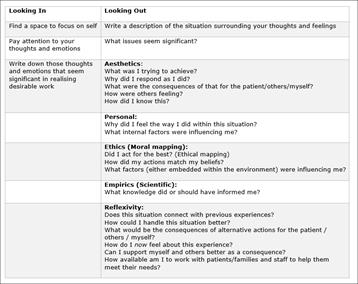 Looking In
Looking Out
Find a space to focus on self
Write a description of the situation surrounding your thoughts and feelings
Pay attention to your
thoughts and emotions
What issues seem significant?
Write down those thoughts
and emotions that seem
significant in realising
desirable work
Aesthetics:
What was I trying to achieve?
Why did I respond as I did?
What were the consequences of that for the patient/others/myself?
How were others feeling?
How did I know this?
Personal:
Why did I feel the way I did within this situation?
What internal factors were influencing me?
Ethics (Moral mapping):
Did I act for the best? (Ethical mapping)
How did my actions match my beliefs?
What factors (either embedded within the environment) were influencing me?
Empirics (Scientific):
What knowledge did or should have informed me?
Reflexivity:
Does this situation connect with previous experiences?
How could I handle this situation better?
What would be the consequences of alternative actions for the patient /
others / myself?
How do I now feel about this experience?
Can I support myself and others better as a consequence?
How available am I to work with patients/families and staff to help them
meet their needs?